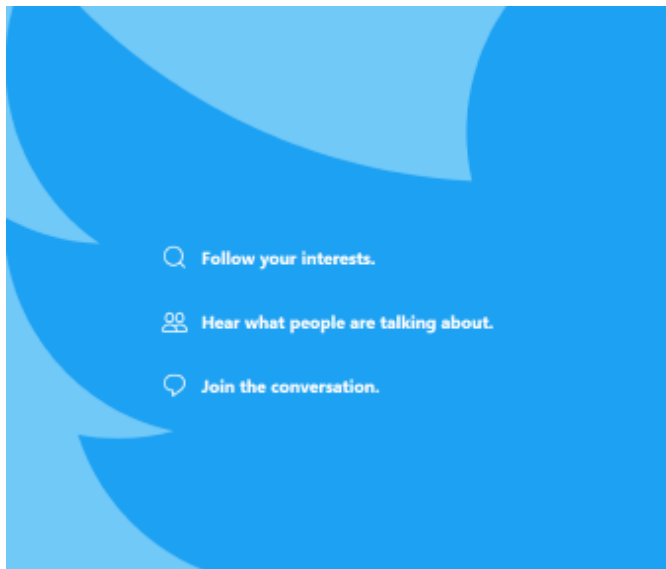 Follow your interests.
Hear what people are talking about.
Join the conversation.